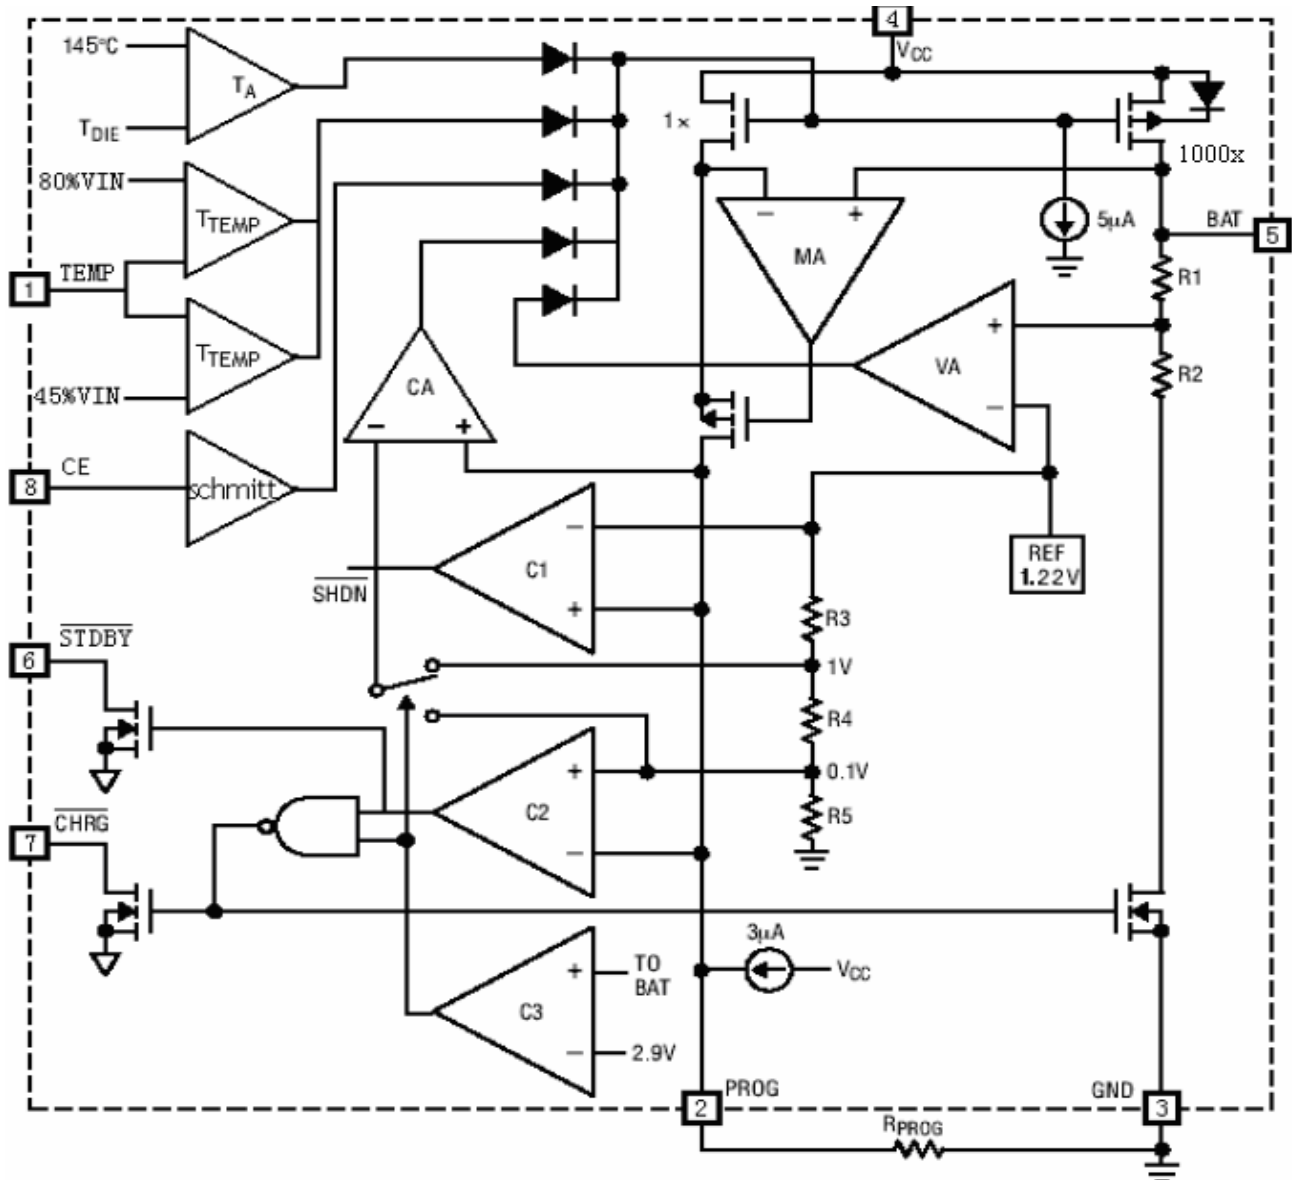 4
145°C
VCC
TA
1×
TDIE
1000x
80%VIN
TTEMP
− +
5μA
BAT
5
MA
1
TEMP
R1
+
TTEMP
VA
R2
CA
45%VIN
−
− +
CE
8
schmitt
−
C1
REF
1.22V
SHDN
+
R3
STDBY
6
1V
R4
+
0.1V
CHRG
C2
R5
7
−
3μA
+
TO
BAT
VCC
C3
−
2.9V
PROG
GND
2
3
RPROG